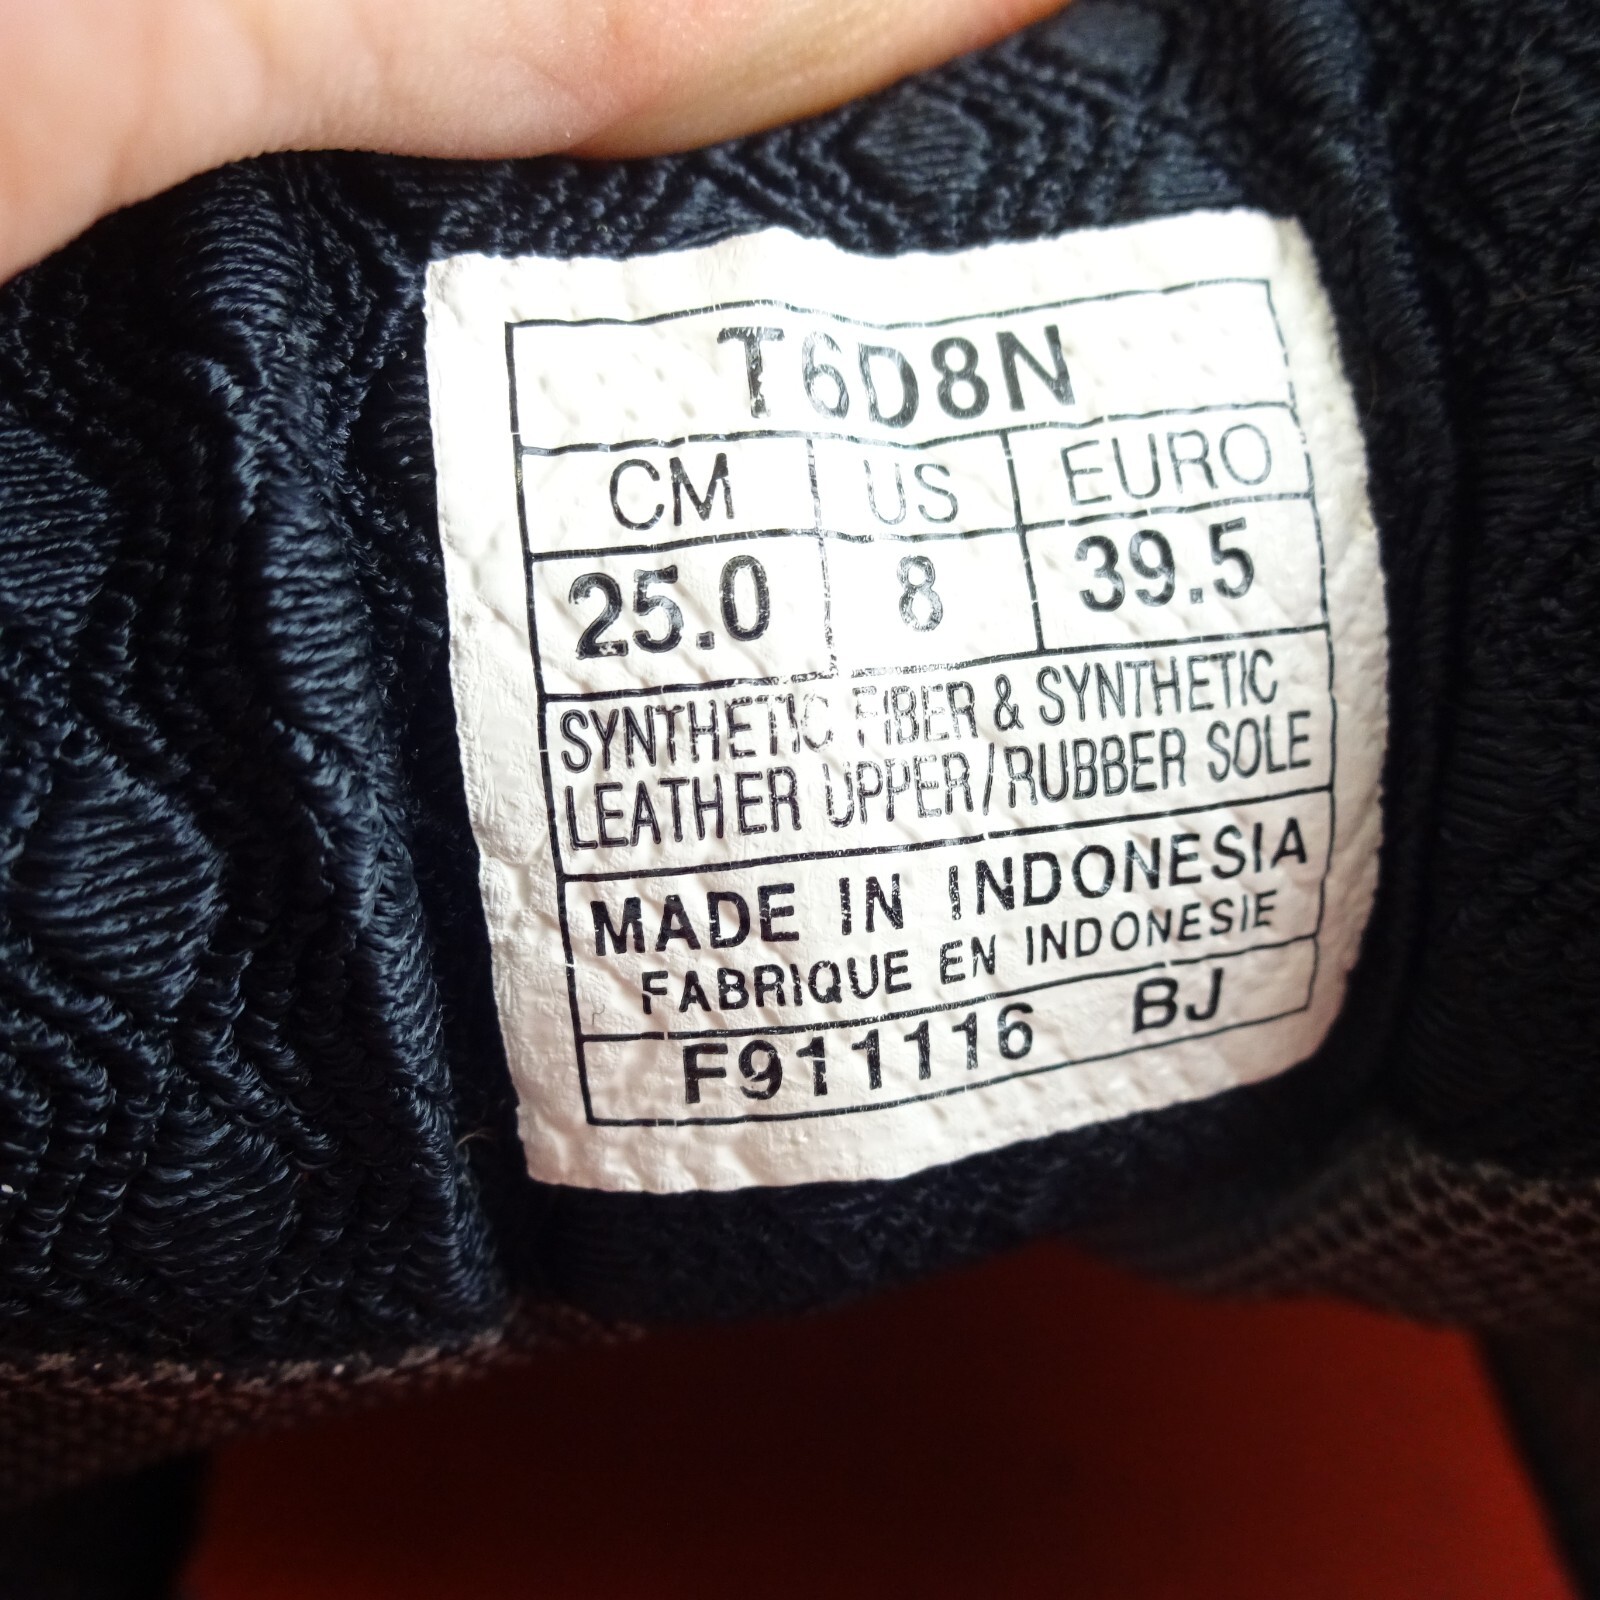 T6D8N
CM US EURO
25.0 8 39.5
SYNTHETIC FIBER & SYNTHETIC
LEATHER UPPER/RUBBER SOLE
MADE IN INDONESIA
FABRIQUE EN INDONESIE
F911116 BJ